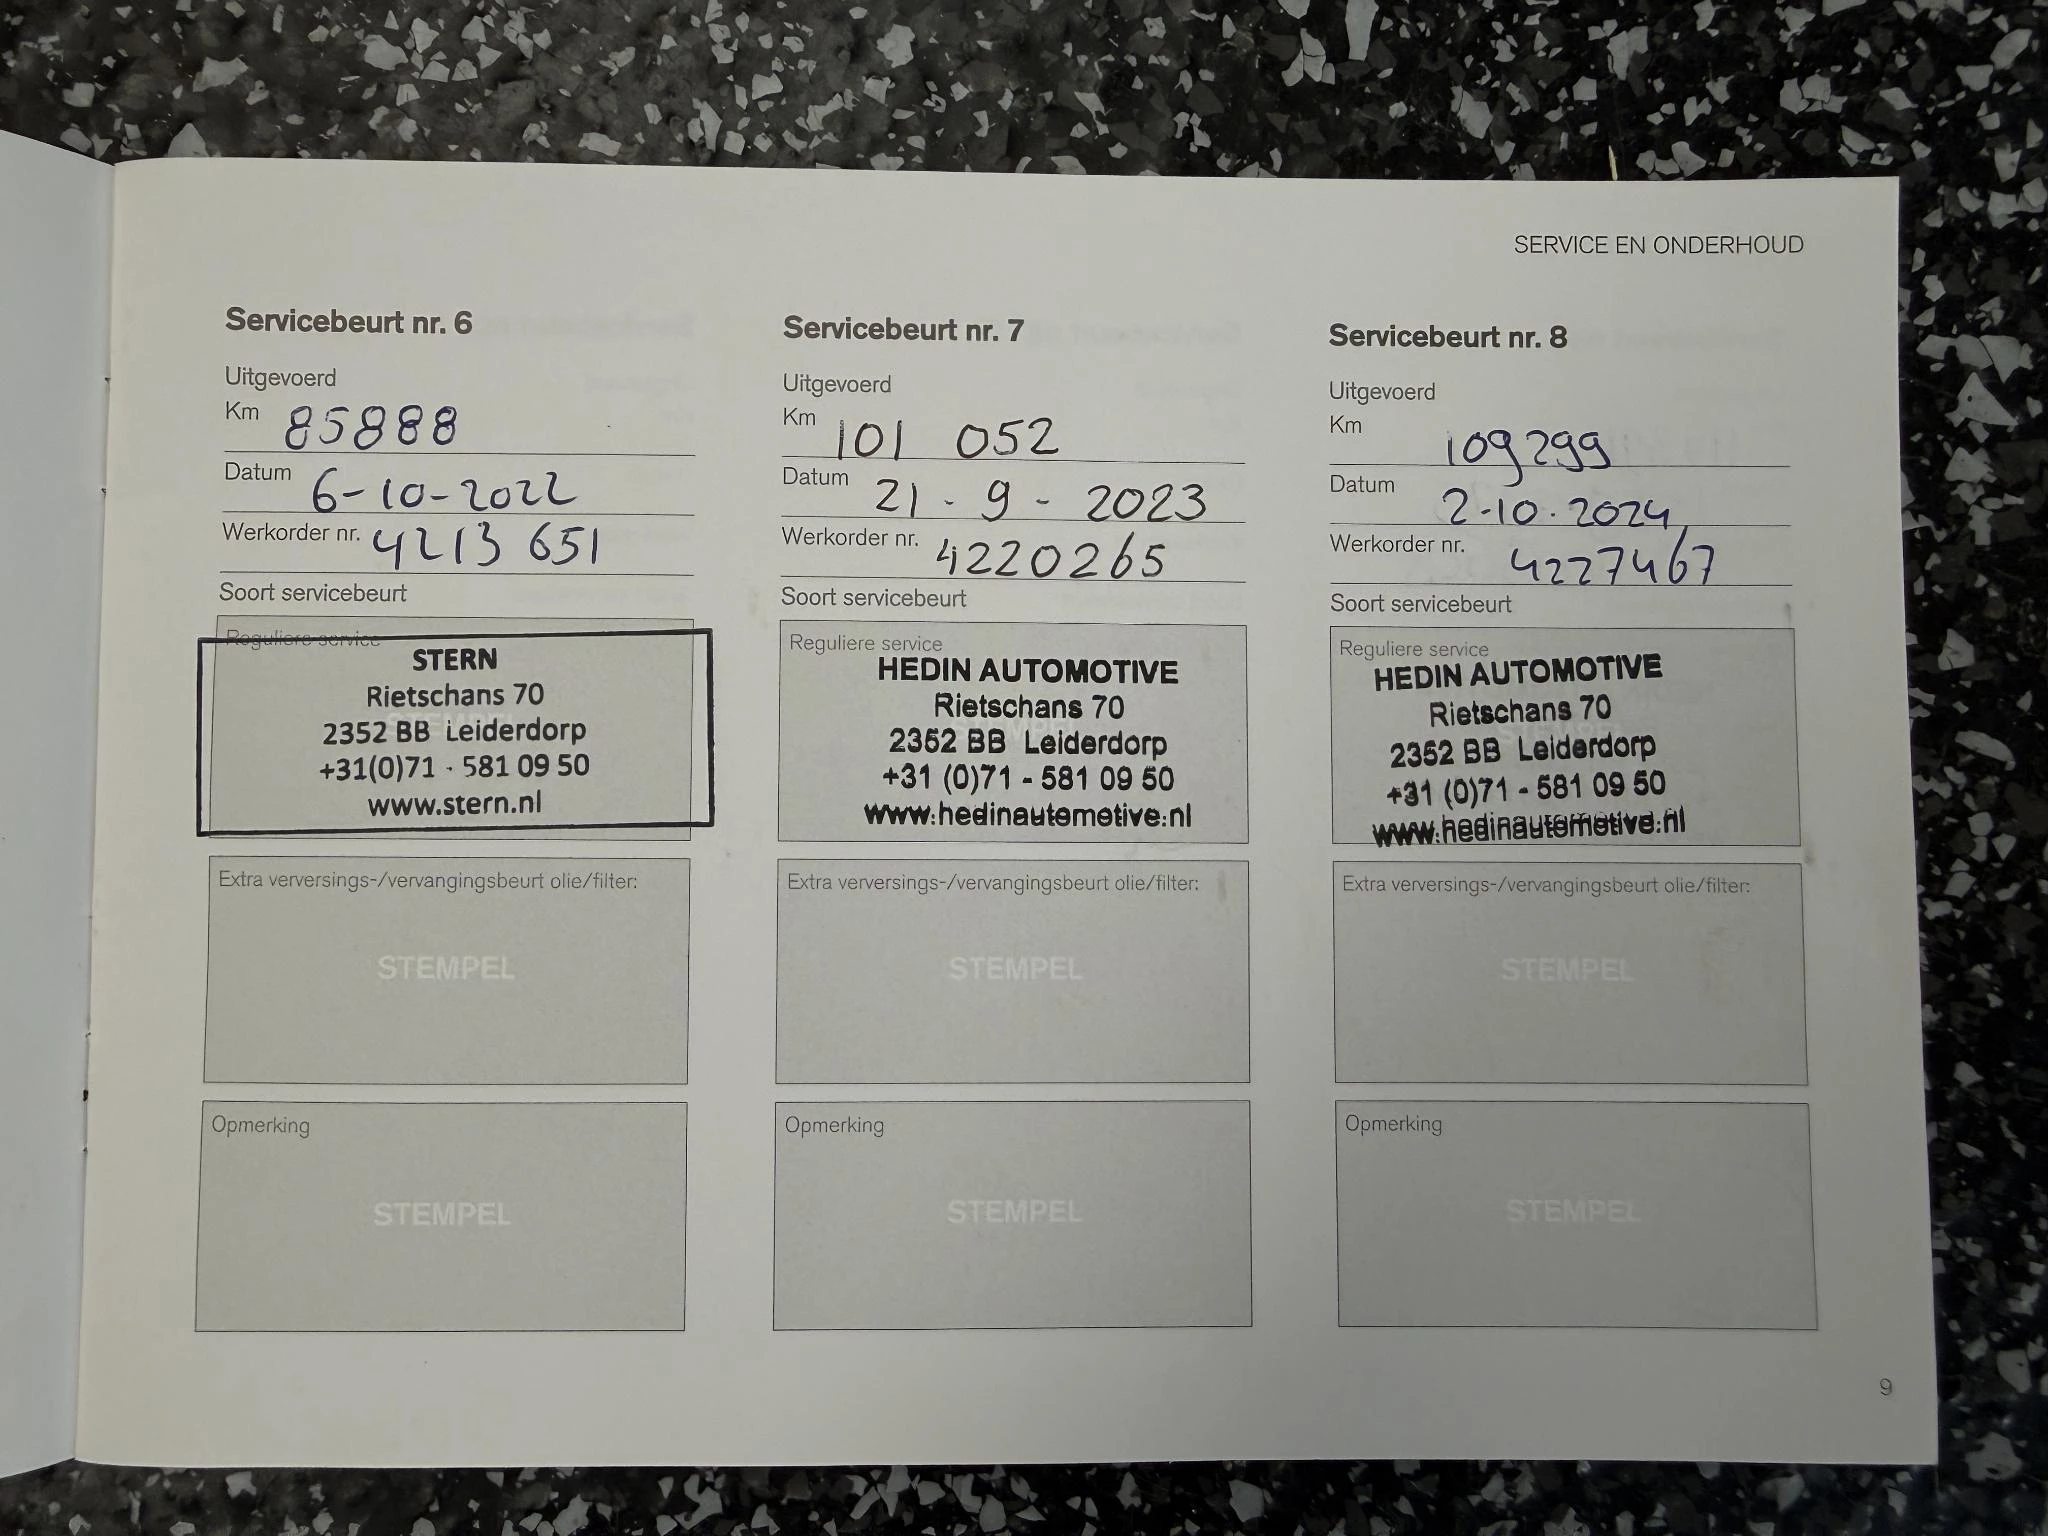 SERVICE EN ONDERHOUD
Servicebeurt nr. 6
Uitgevoerd
Km 85888
Datum 6-10-2022
Werkorder nr. 4213 651
Soort servicebeurt
Reguliere service
STERN
Rietschans 70
2352 BB Leiderdorp
+31(0)71 - 581 09 50
www.stern.nl
Extra verversings-/vervangingsbeurt olie/filter:
STEMPEL
Opmerking
STEMPEL
Servicebeurt nr. 7
Uitgevoerd
Km 101 052
Datum 21 - 9 - 2023
Werkorder nr. 4220265
Soort servicebeurt
Reguliere service
HEDIN AUTOMOTIVE
Rietschans 70
2352 BB Leiderdorp
+31 (0)71 - 581 09 50
www.hedinautomotive.nl
Extra verversings-/vervangingsbeurt olie/filter:
STEMPEL
Opmerking
STEMPEL
Servicebeurt nr. 8
Uitgevoerd
Km 109299
Datum 2-10-2024
Werkorder nr. 4227467
Soort servicebeurt
Reguliere service
HEDIN AUTOMOTIVE
Rietschans 70
2352 BB Leiderdorp
+31 (0)71 - 581 09 50
www.hedinautomotive.nl
Extra verversings-/vervangingsbeurt olie/filter:
STEMPEL
Opmerking
STEMPEL
9